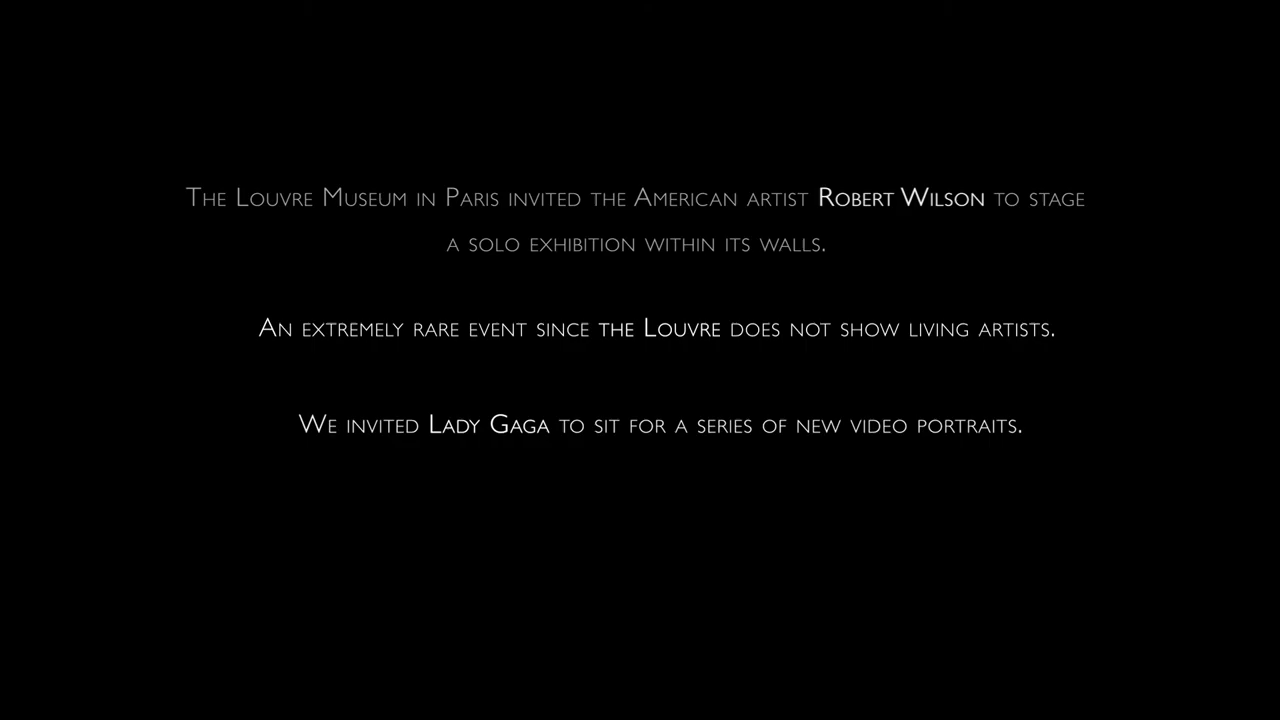 The Louvre Museum in Paris invited the American artist Robert Wilson to stage
a solo exhibition within its walls.
An extremely rare event since the Louvre does not show living artists.
We invited Lady Gaga to sit for a series of new video portraits.